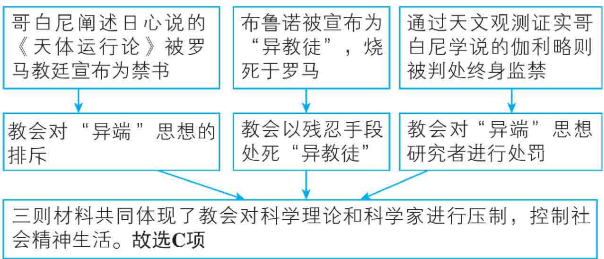 哥白尼阐述日心说的
《天体运行论》被罗
马教廷宣布为禁书
布鲁诺被宣布为
“异教徒”，烧
死于罗马
通过天文观测证实哥
白尼学说的伽利略则
被判处终身监禁
教会对“异端”思想的
排斥
教会以残忍手段
处死“异教徒”
教会对“异端”思想
研究者进行处罚
三则材料共同体现了教会对科学理论和科学家进行压制，控制社
会精神生活。故选C项